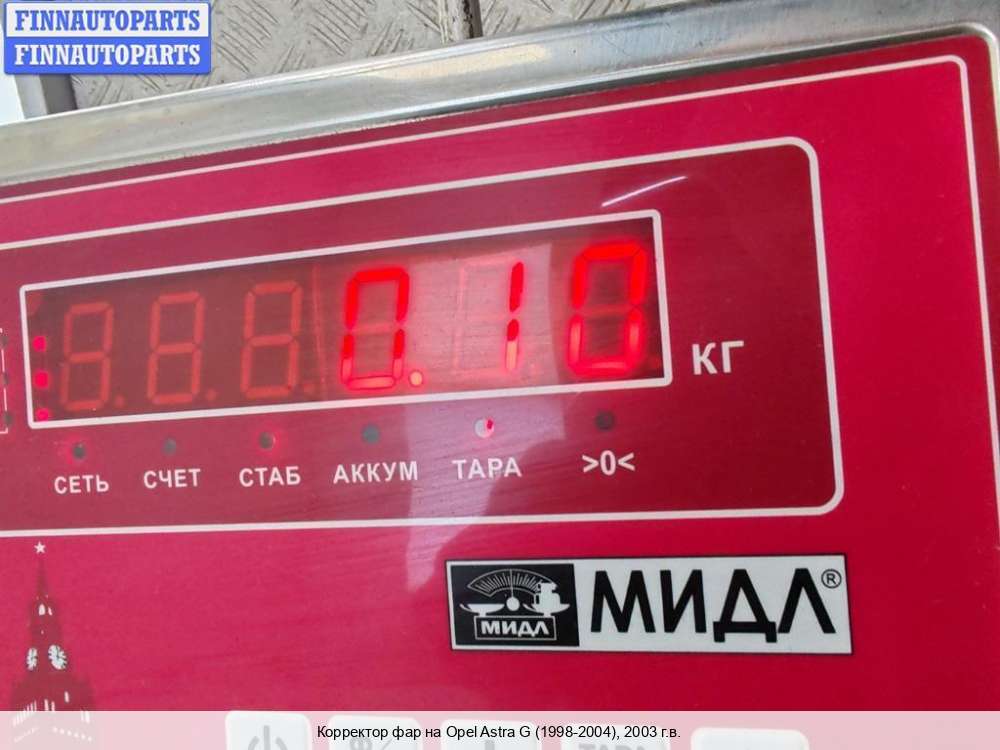 FINNAUTOPARTS
FINNAUTOPARTS
0.10
КГ
СЕТЬ СЧЕТ СТАБ АККУМ ТАРА >0<
МИДЛ
МИДЛ®
ТАРА
Корректор фар на Opel Astra G (1998-2004), 2003 г.в.